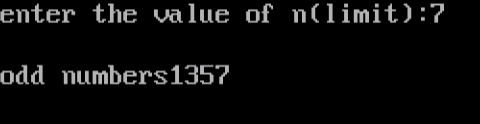 enter the value of n(limit):7
odd numbers1357